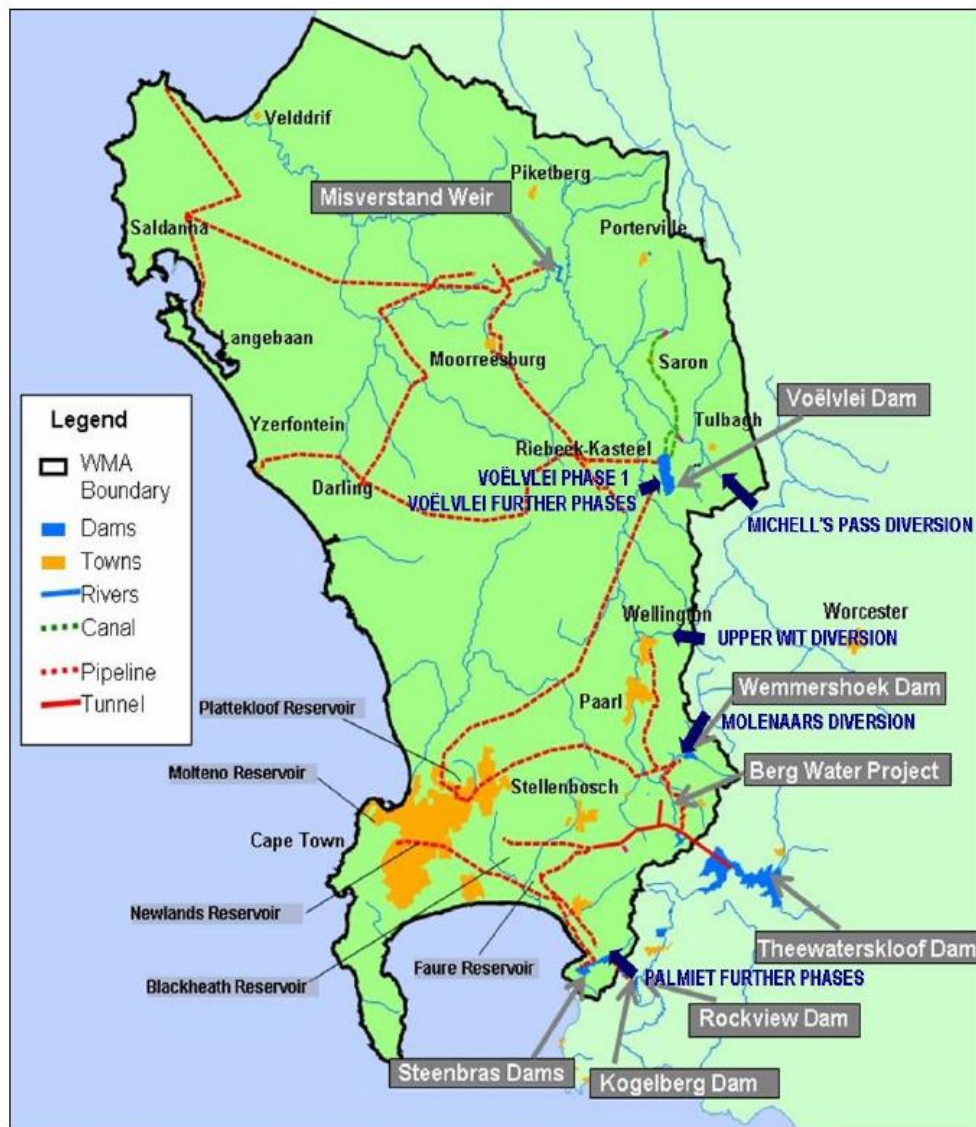 Velddrif
Piketberg
Misverstand Weir
Porterville
Saldanha
Langebaan
Moorreesburg
Saron
Voëlvlei Dam
Tulbagh
Yzerfontein
Riebeek-Kasteel
Darling
VOËLVLEI PHASE 1
VOËLVLEI FURTHER PHASES
MICHELL'S PASS DIVERSION
Legend
WMA
Boundary
Dams
Towns
Rivers
Canal
Pipeline
Tunnel
Wellington
Worcester
UPPER WIT DIVERSION
Paarl
Wemmershoek Dam
MOLENAARS DIVERSION
Plattekloof Reservoir
Molteno Reservoir
Stellenbosch
Berg Water Project
Cape Town
Newlands Reservoir
Theewaterskloof Dam
Faure Reservoir
Blackheath Reservoir
PALMIET FURTHER PHASES
Rockview Dam
Steenbras Dams
Kogelberg Dam